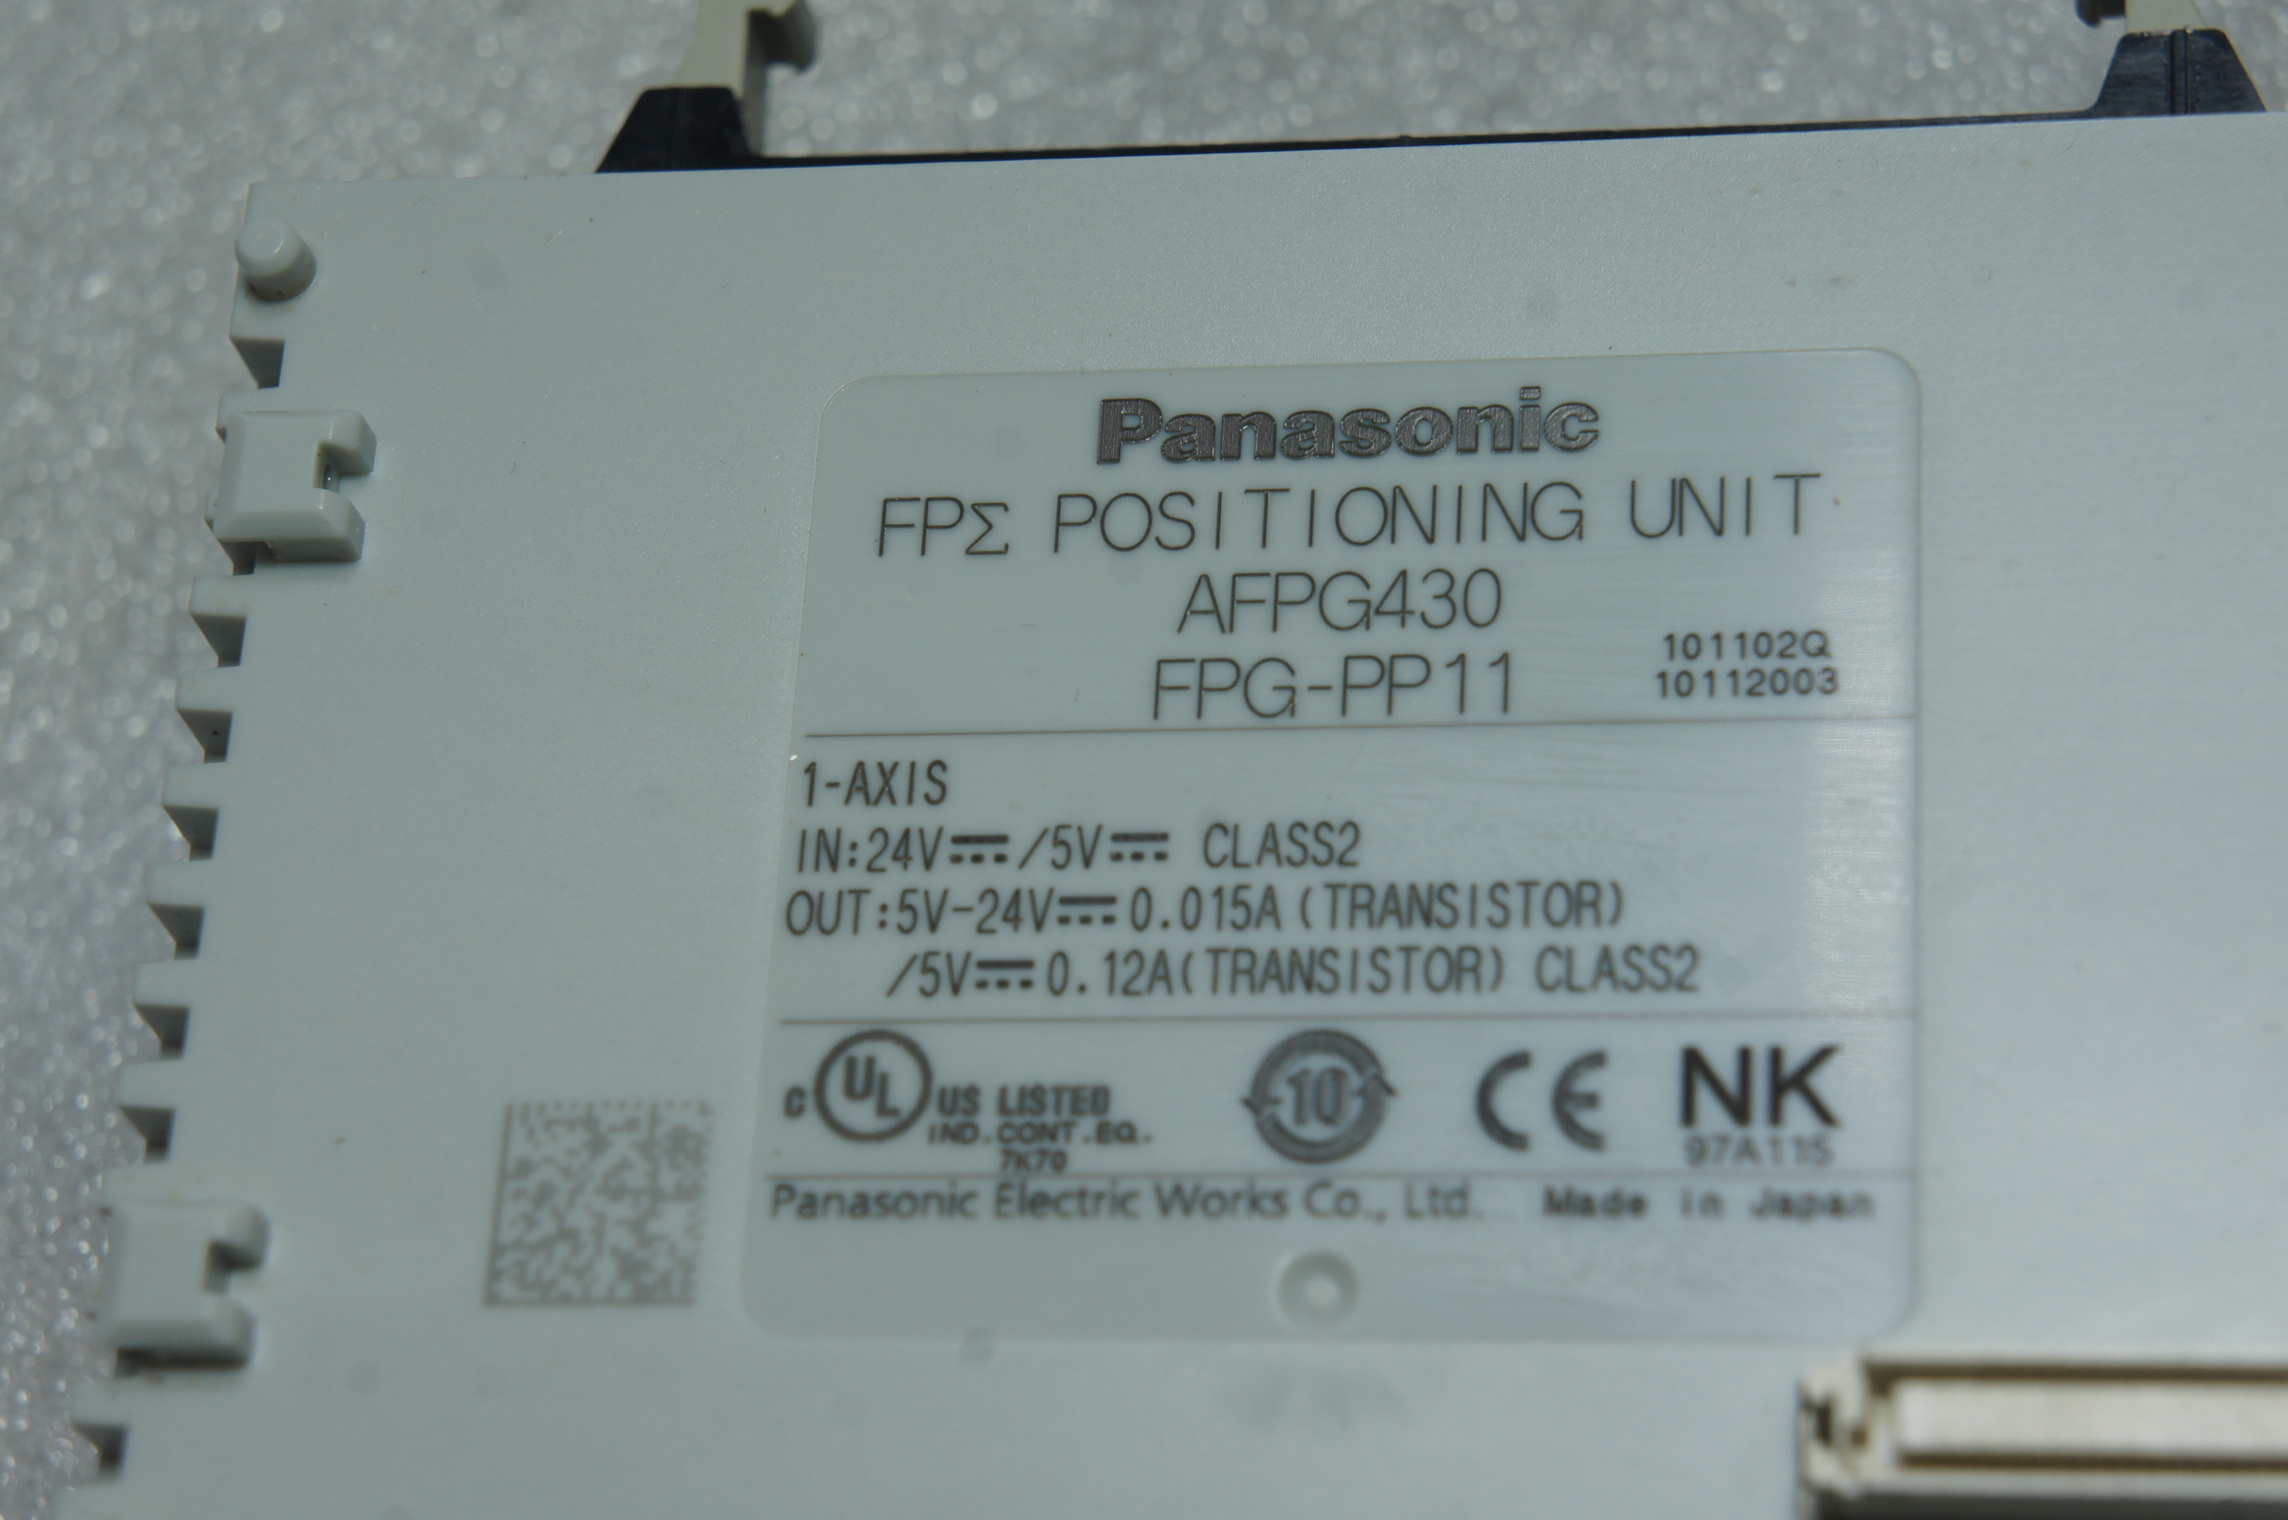 Panasonic
FPΣ POSITIONING UNIT
AFPG430
FPG-PP11
101102Q
10112003
1-AXIS
IN:24V⎓/5V⎓ CLASS2
OUT:5V-24V⎓0.015A(TRANSISTOR)
/5V⎓0.12A(TRANSISTOR) CLASS2
C UL US LISTED
IND.CONT.EQ.
7K70
10
CE
NK
97A115
Panasonic Electric Works Co., Ltd. Made in Japan